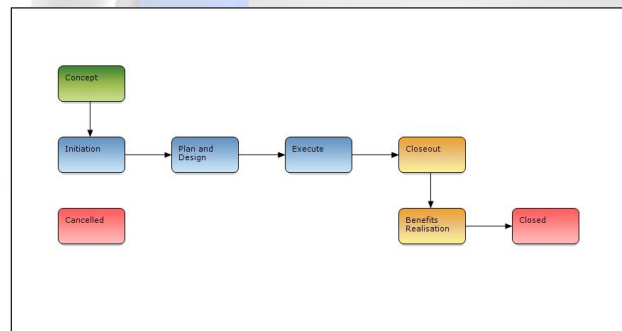 Concept
Initiation
Plan and
Design
Execute
Closeout
Cancelled
Benefits
Realisation
Closed